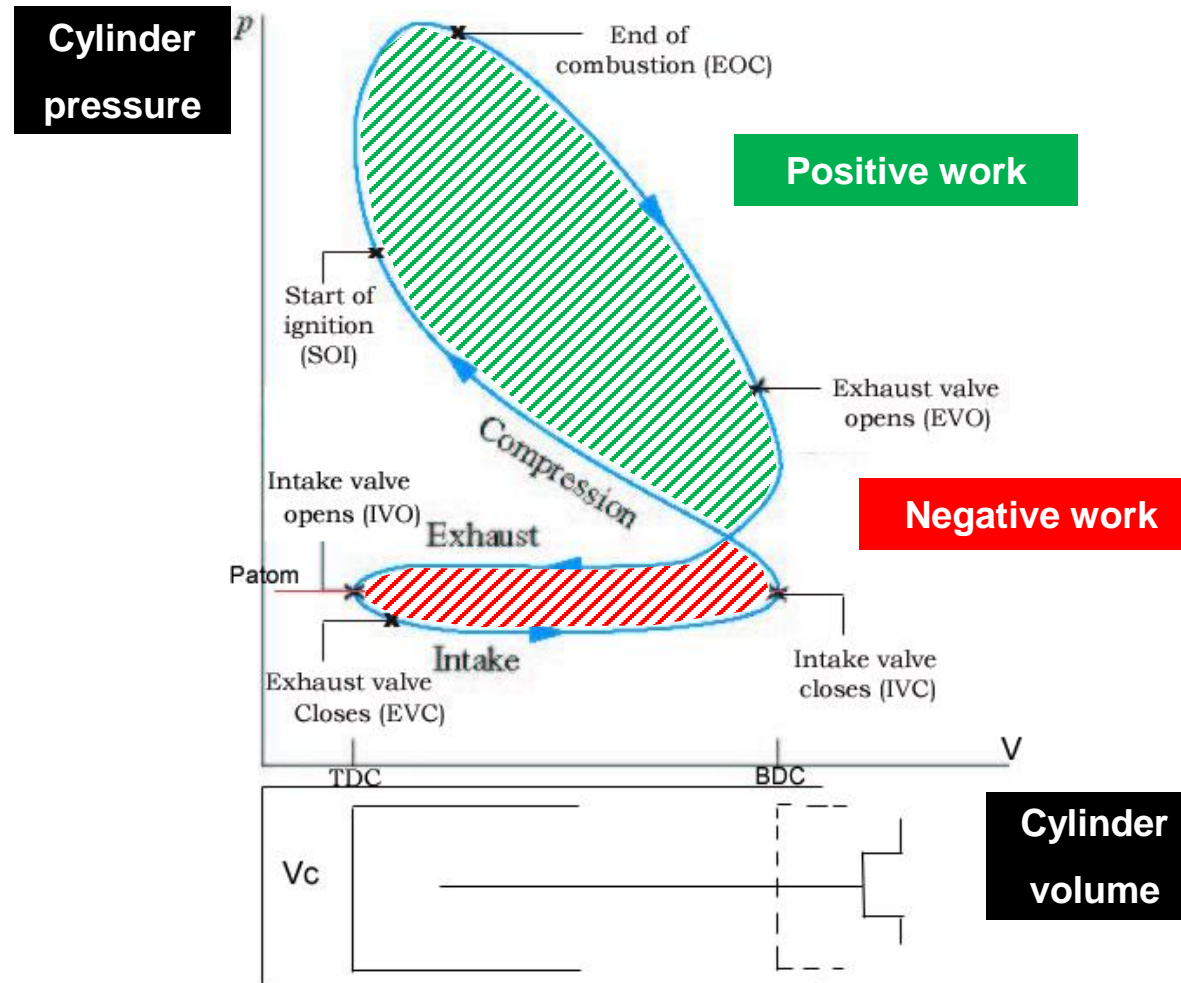 Cylinder
pressure
p
End of
combustion (EOC)
Positive work
Start of
ignition
(SOI)
Exhaust valve
opens (EVO)
Compression
Intake valve
opens (IVO)
Negative work
Exhaust
Patom
Intake
Intake valve
closes (IVC)
Exhaust valve
Closes (EVC)
V
TDC
BDC
Vc
Cylinder
volume